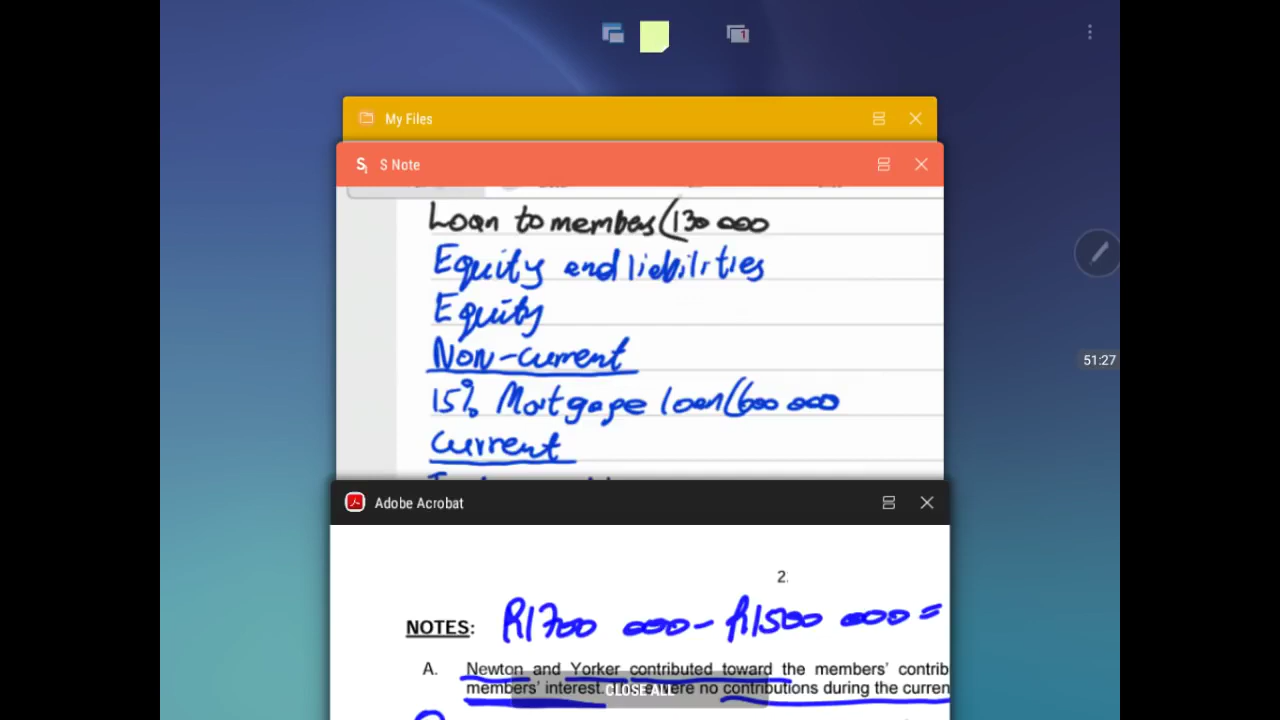 1
My Files
S Note
Loan to members (130 000
Equity and liabilities
Equity
Non-current
15% Mortgage loan (600 000
Current
51:27
Adobe Acrobat
2
NOTES: R1700 000 - R1500 000 =
A. Newton and Yorker contributed toward the members' contrib
members' interest. ere no contributions during the curren
CLOSE ALL